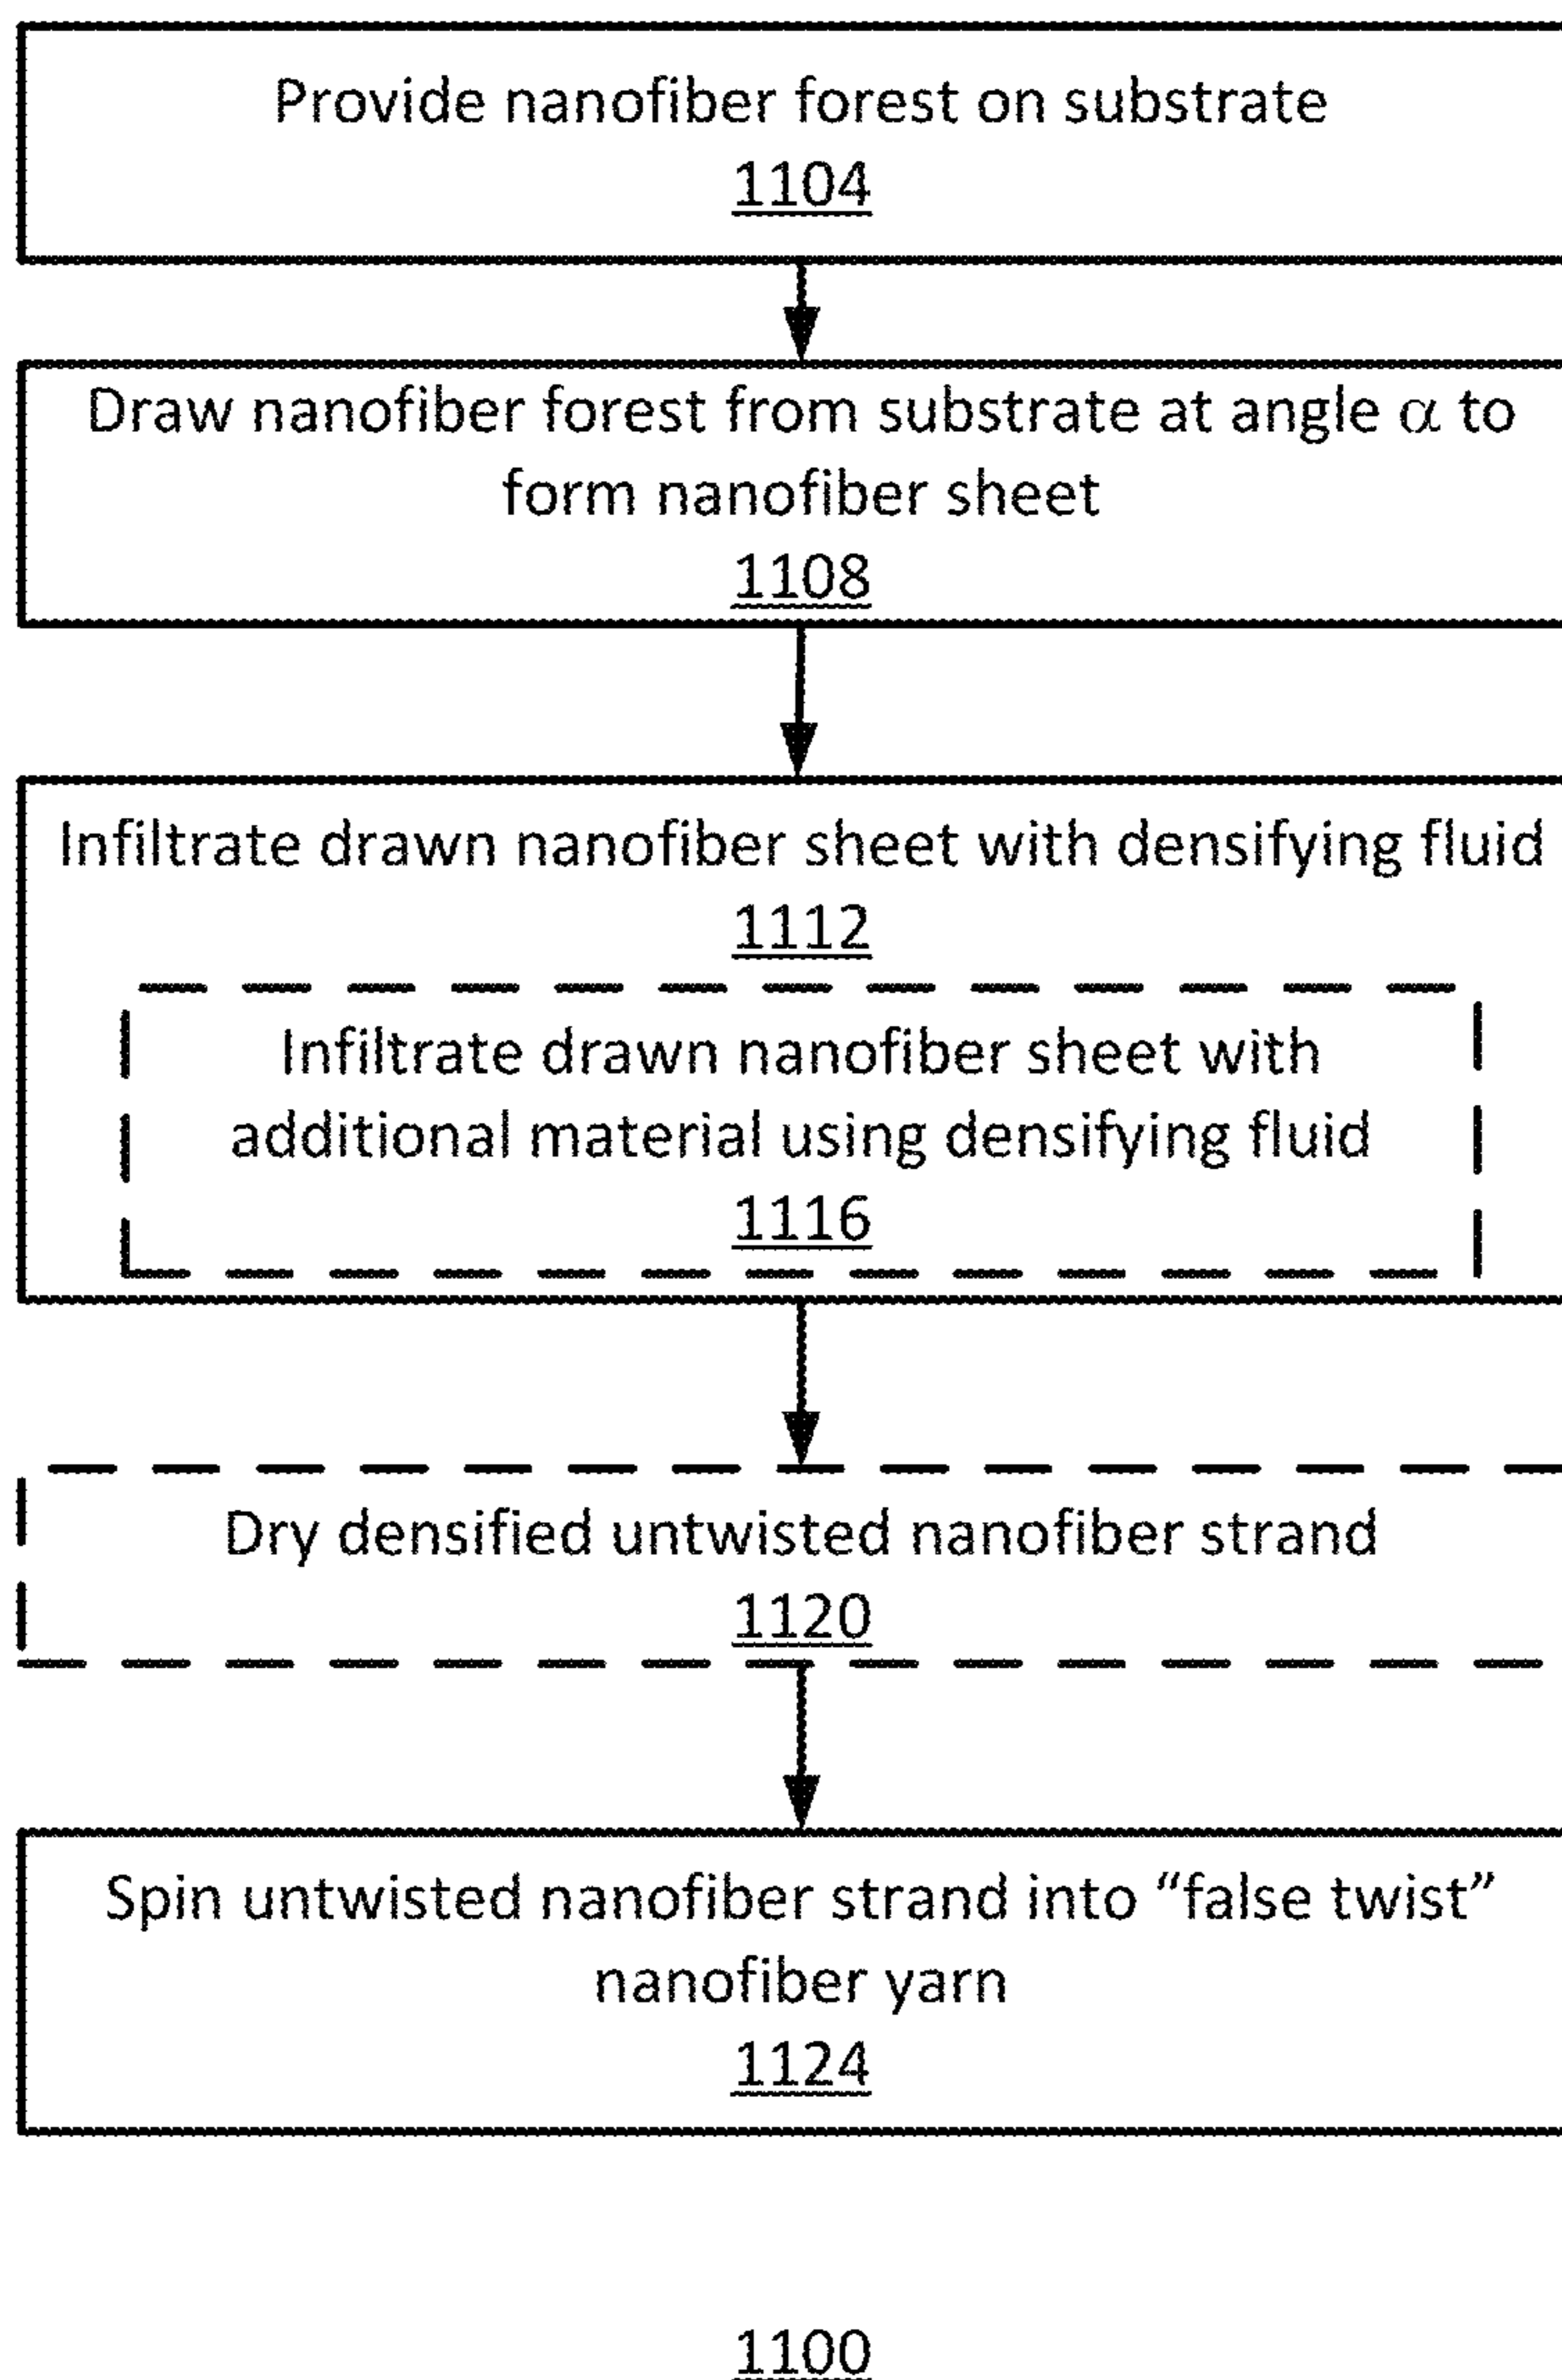 Provide nanofiber forest on substrate
1104
Draw nanofiber forest from substrate at angle α to
form nanofiber sheet
1108
Infiltrate drawn nanofiber sheet with densifying fluid
1112
Infiltrate drawn nanofiber sheet with
additional material using densifying fluid
1116
Dry densified untwisted nanofiber strand
1120
Spin untwisted nanofiber strand into “false twist”
nanofiber yarn
1124
1100